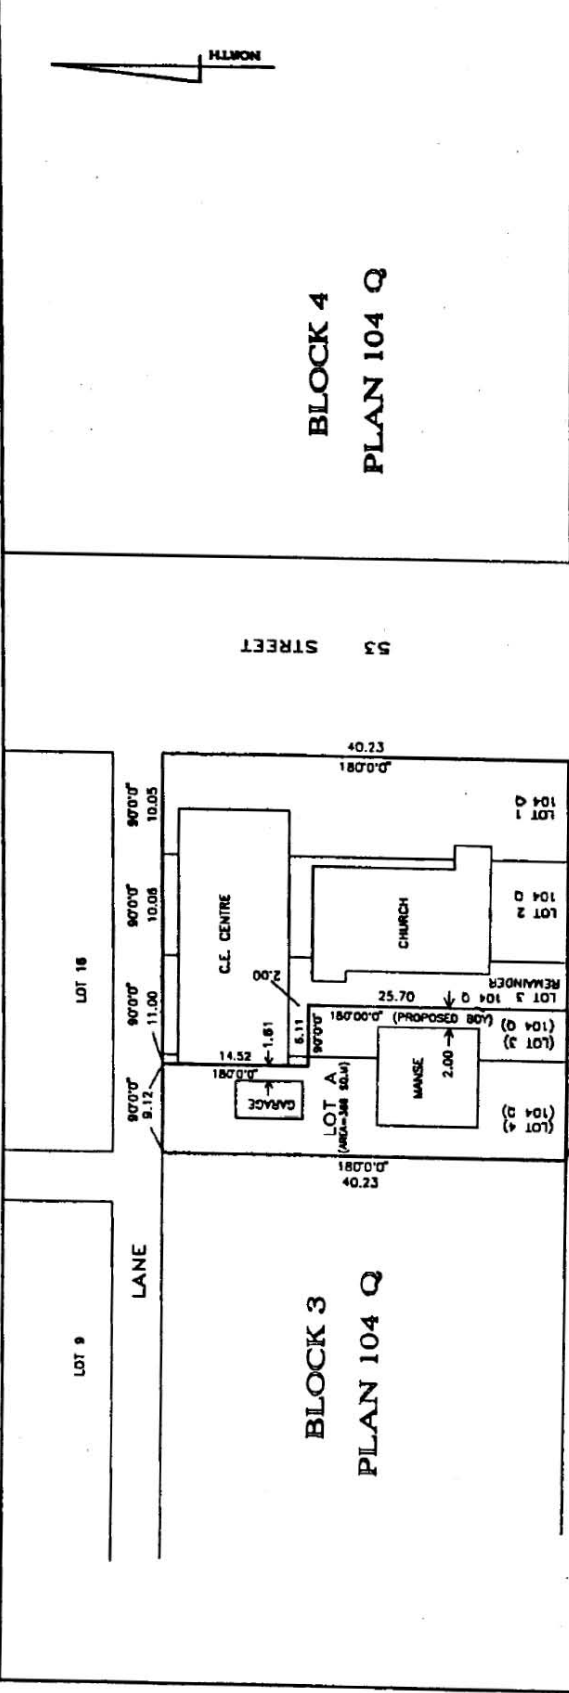 NORTH
BLOCK 4
PLAN 104 Q
53 STREET
40.23
180'0'0"
90'0'0"
10.05
90'0'0"
10.06
90'0'0"
11.00
90'0'0"
9.12
LOT 16
C.E. CENTRE
CHURCH
LOT 1
104 Q
LOT 2
104 Q
LOT 3 104 Q
REMAINDER
2.00
25.70
180'00'0" (PROPOSED BDY)
14.52
180'0'0"
1.61
6.11
90'0'0"
(LOT 3)
(104 Q)
MANSE
2.00
GARAGE
LOT A
(AREA=388 SQ.M)
(LOT 4)
(104 Q)
180'0'0"
40.23
LANE
LOT 9
BLOCK 3
PLAN 104 Q